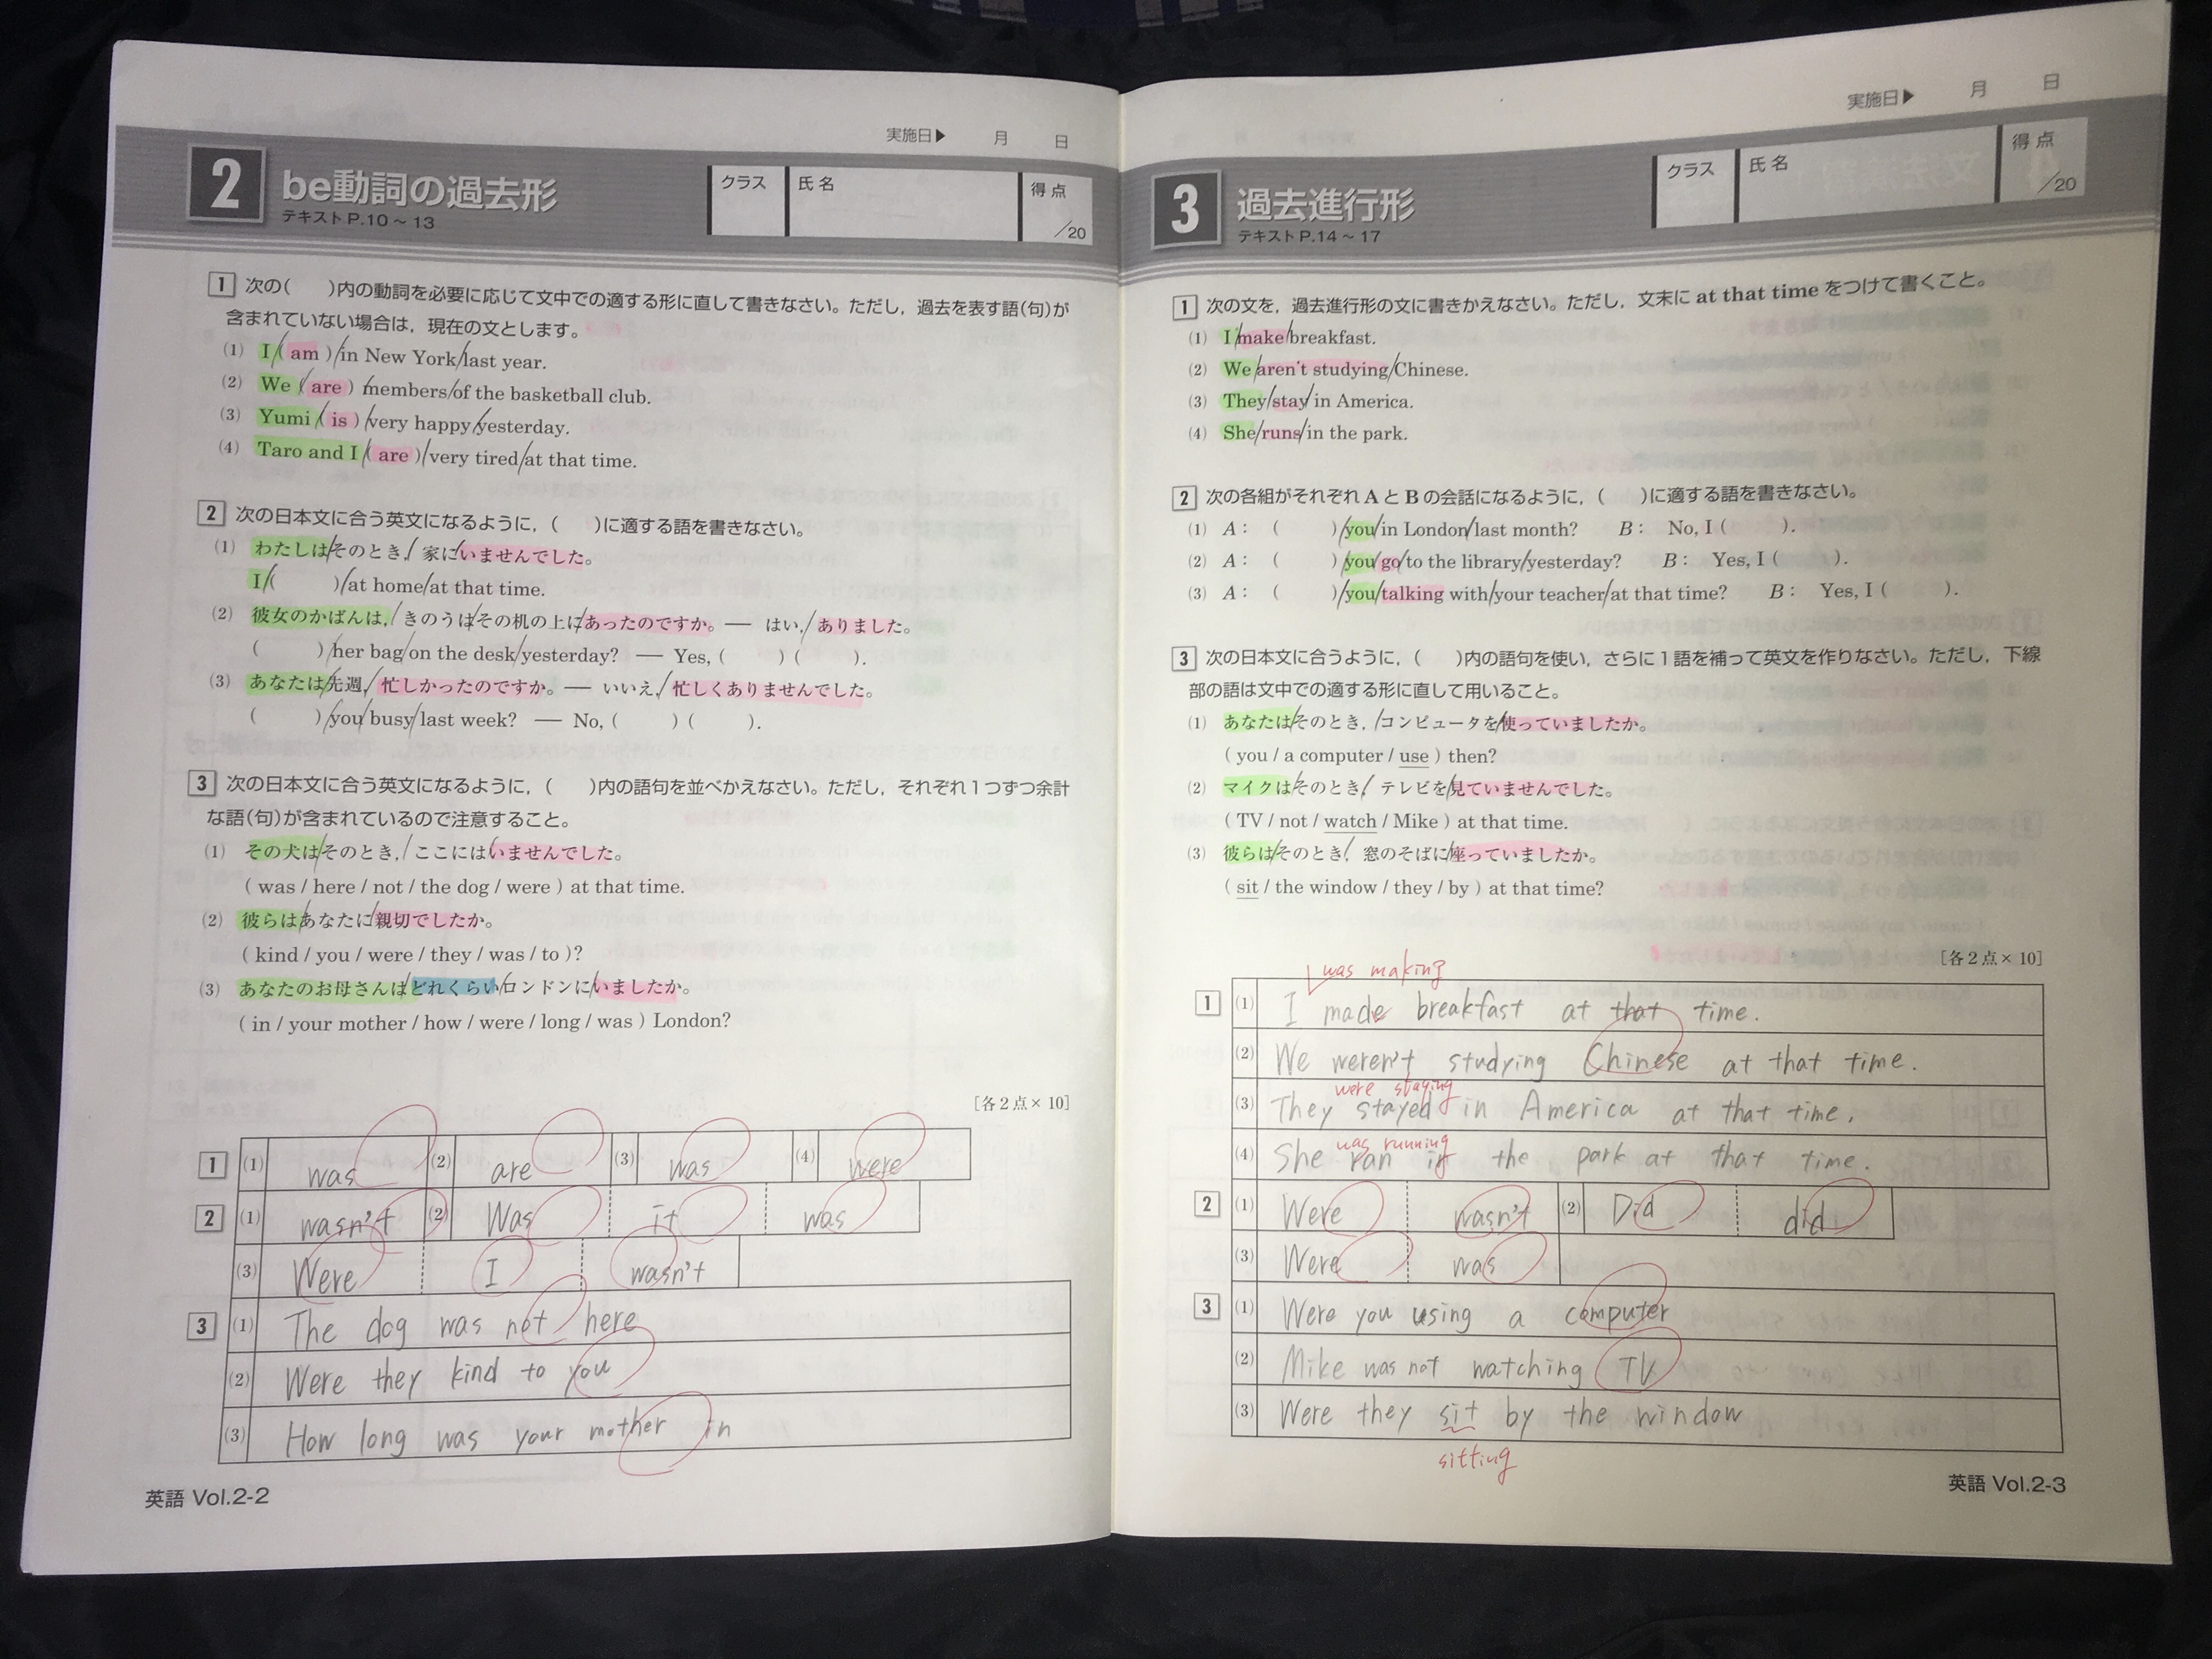 実施日▶ 月 日
2 be動詞の過去形
テキストP.10～13
クラス 氏名 得点 /20
1 次の( )内の動詞を必要に応じて文中での適する形に直して書きなさい。ただし，過去を表す語(句)が
含まれていない場合は，現在の文とします。
(1) I ( am ) in New York last year.
(2) We ( are ) members of the basketball club.
(3) Yumi ( is ) very happy yesterday.
(4) Taro and I ( are ) very tired at that time.
2 次の日本文に合う英文になるように，( )に適する語を書きなさい。
(1) わたしはそのとき，家にいませんでした。
I ( ) at home at that time.
(2) 彼女のかばんは，きのうはその机の上にあったのですか。— はい，ありました。
( ) her bag on the desk yesterday? — Yes, ( ) ( ).
(3) あなたは先週，忙しかったのですか。— いいえ，忙しくありませんでした。
( ) you busy last week? — No, ( ) ( ).
3 次の日本文に合う英文になるように，( )内の語句を並べかえなさい。ただし，それぞれ1つずつ余計
な語(句)が含まれているので注意すること。
(1) その犬はそのとき，ここにはいませんでした。
( was / here / not / the dog / were ) at that time.
(2) 彼らはあなたに親切でしたか。
( kind / you / were / they / was / to )?
(3) あなたのお母さんはどれくらいロンドンにいましたか。
( in / your mother / how / were / long / was ) London?
[各2点×10]
1 (1) was (2) are (3) was (4) were
2 (1) wasn't (2) Was it was
(3) Were I wasn't
3 (1) The dog was not here
(2) Were they kind to you
(3) How long was your mother in
英語 Vol.2-2
実施日▶ 月 日
3 過去進行形
テキストP.14～17
クラス 氏名 得点 /20
1 次の文を，過去進行形の文に書きかえなさい。ただし，文末に at that time をつけて書くこと。
(1) I make breakfast.
(2) We aren't studying Chinese.
(3) They stay in America.
(4) She runs in the park.
2 次の各組がそれぞれ A と B の会話になるように，( )に適する語を書きなさい。
(1) A : ( ) you in London last month? B : No, I ( ).
(2) A : ( ) you go to the library yesterday? B : Yes, I ( ).
(3) A : ( ) you talking with your teacher at that time? B : Yes, I ( ).
3 次の日本文に合うように，( )内の語句を使い，さらに1語を補って英文を作りなさい。ただし，下線
部の語は文中での適する形に直して用いること。
(1) あなたはそのとき，コンピュータを使っていましたか。
( you / a computer / use ) then?
(2) マイクはそのとき，テレビを見ていませんでした。
( TV / not / watch / Mike ) at that time.
(3) 彼らはそのとき，窓のそばに座っていましたか。
( sit / the window / they / by ) at that time?
[各2点×10]
was making
1 (1) I made breakfast at that time.
(2) We weren't studying Chinese at that time.
were staying
(3) They stayed in America at that time.
was running
(4) She ran in the park at that time.
2 (1) Were wasn't (2) Did did
(3) Were was
3 (1) Were you using a computer
(2) Mike was not watching TV
(3) Were they sit by the window
sitting
英語 Vol.2-3